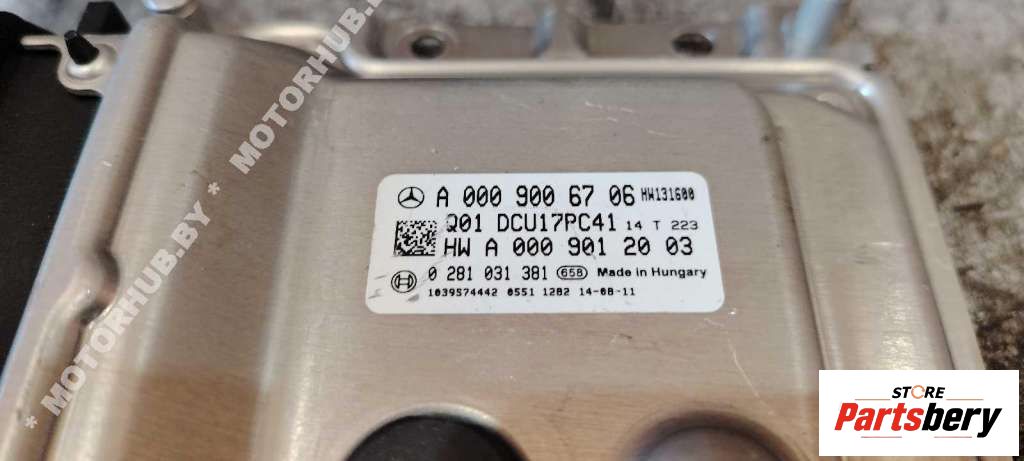 A 000 900 67 06 HW131600
Q01 DCU17PC41 14 T 223
HW A 000 901 20 03
0 281 031 381 658 Made in Hungary
1039S74442 0551 1282 14-08-11
* MOTORHUB.BY * MOTORHUB.BY
STORE
Partsbery